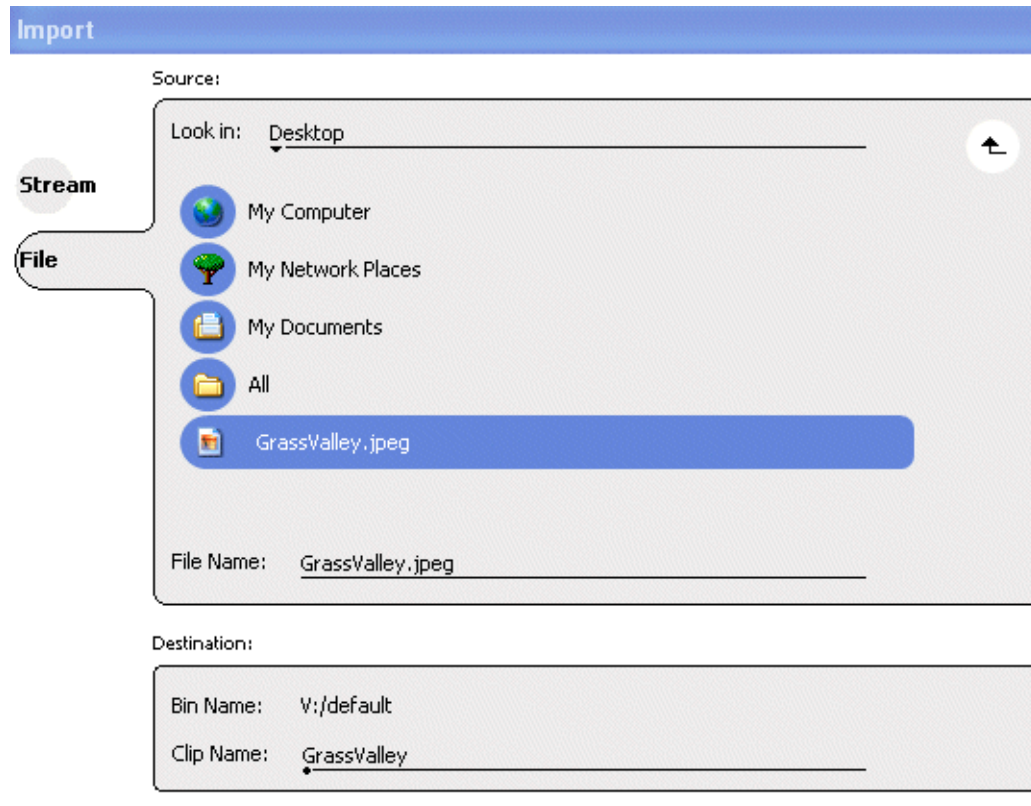 Import
Source:
Look in: Desktop
Stream
My Computer
File
My Network Places
My Documents
All
GrassValley.jpeg
File Name: GrassValley.jpeg
Destination:
Bin Name: V:/default
Clip Name: GrassValley